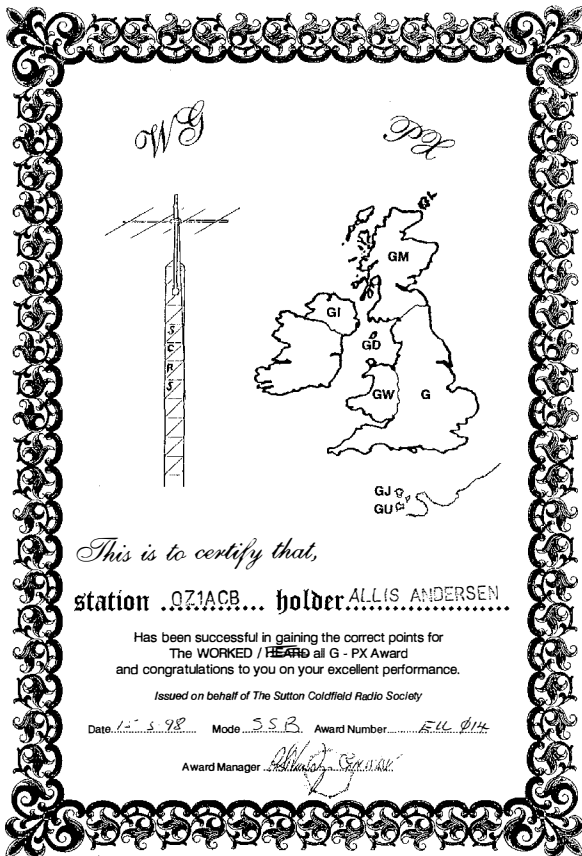 WG PX
GM
GI
GD
GW G
S
C
R
S
GJ
GU
This is to certify that,
station OZ1ACB holder ALLIS ANDERSEN
Has been successful in gaining the correct points for
The WORKED / HEARD all G - PX Award
and congratulations to you on your excellent performance.
Issued on behalf of The Sutton Coldfield Radio Society
Date 98 Mode SSB Award Number EU Ø14
Award Manager